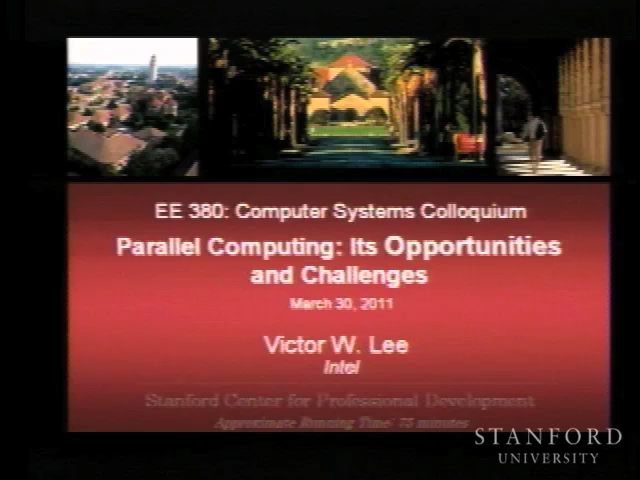 EE 380: Computer Systems Colloquium
Parallel Computing: Its Opportunities
and Challenges
March 30, 2011
Victor W. Lee
Intel
Stanford Center for Professional Development
Approximate Running Time: 75 minutes
STANFORD
UNIVERSITY